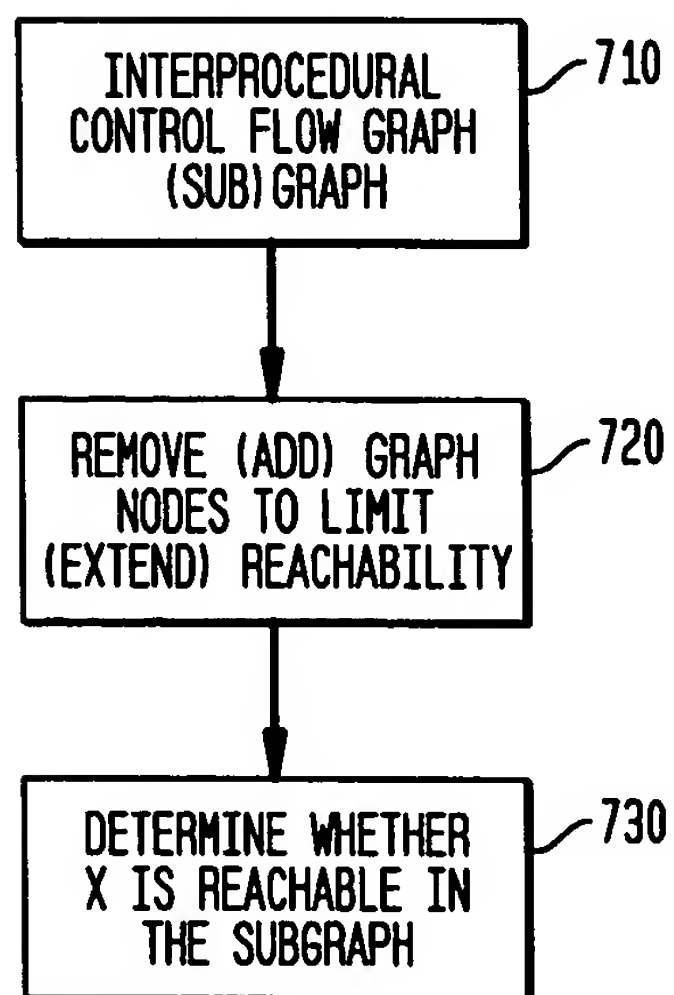 INTERPROCEDURAL
CONTROL FLOW GRAPH
(SUB)GRAPH
710
REMOVE (ADD) GRAPH
NODES TO LIMIT
(EXTEND) REACHABILITY
720
DETERMINE WHETHER
X IS REACHABLE IN
THE SUBGRAPH
730